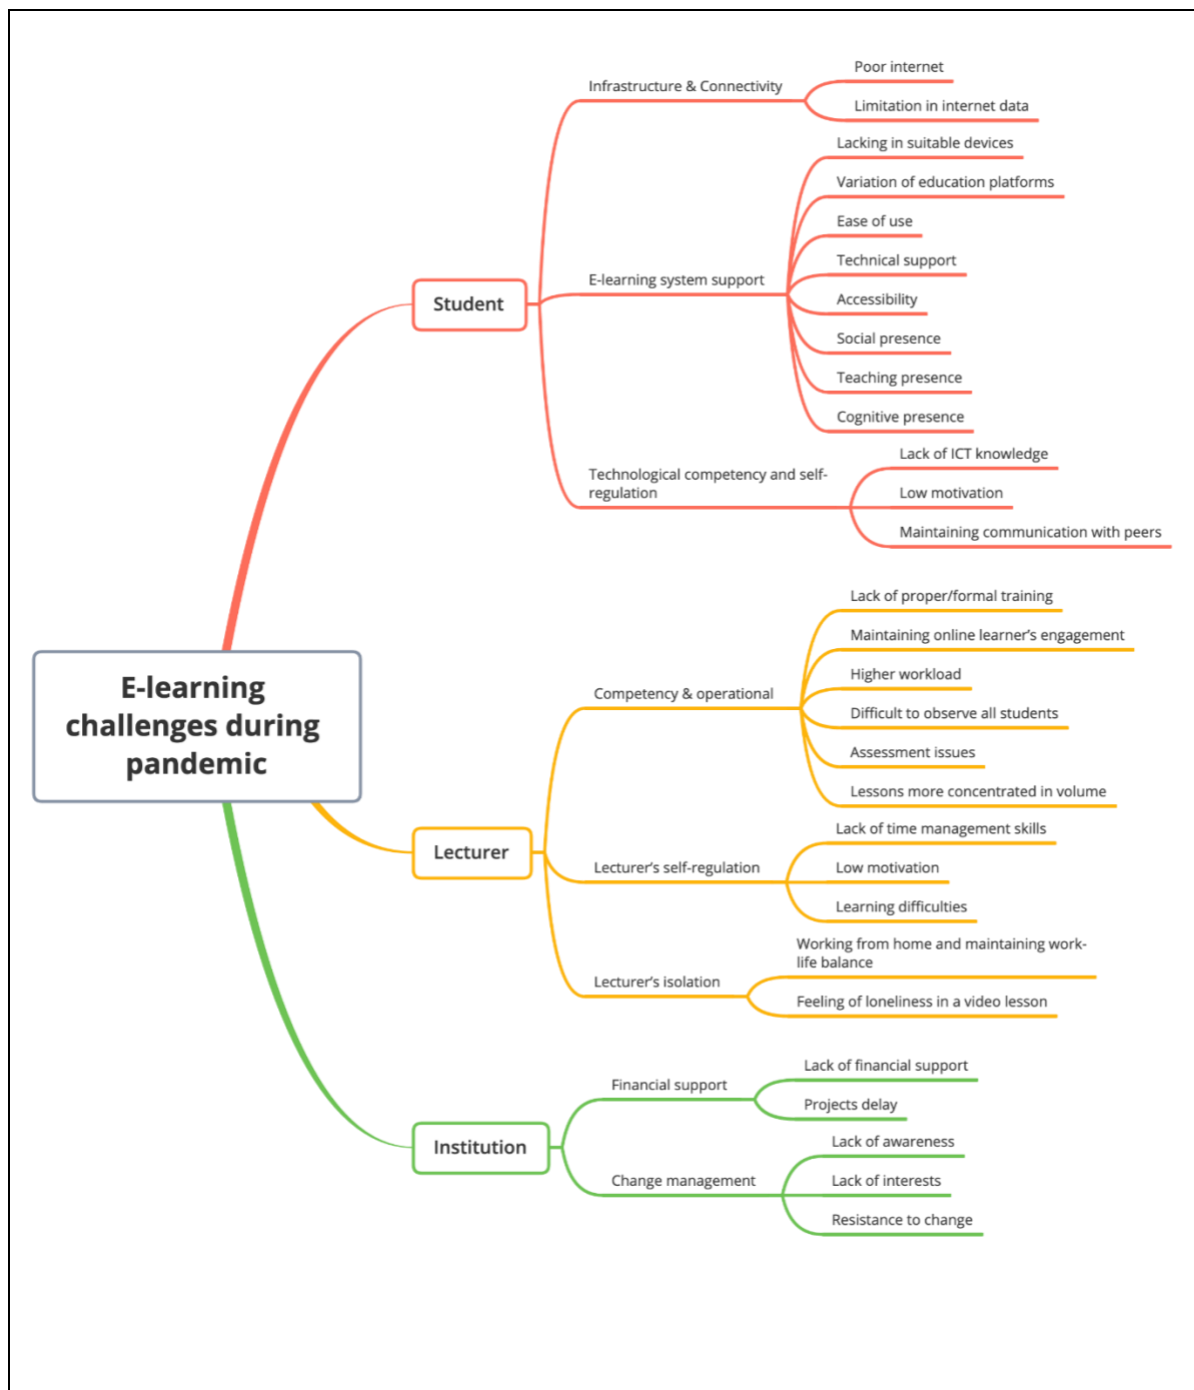 E-learning
challenges during
pandemic
Student
Infrastructure & Connectivity
Poor internet
Limitation in internet data
E-learning system support
Lacking in suitable devices
Variation of education platforms
Ease of use
Technical support
Accessibility
Social presence
Teaching presence
Cognitive presence
Technological competency and self-
regulation
Lack of ICT knowledge
Low motivation
Maintaining communication with peers
Lecturer
Competency & operational
Lack of proper/formal training
Maintaining online learner’s engagement
Higher workload
Difficult to observe all students
Assessment issues
Lessons more concentrated in volume
Lecturer’s self-regulation
Lack of time management skills
Low motivation
Learning difficulties
Lecturer’s isolation
Working from home and maintaining work-
life balance
Feeling of loneliness in a video lesson
Institution
Financial support
Lack of financial support
Projects delay
Change management
Lack of awareness
Lack of interests
Resistance to change